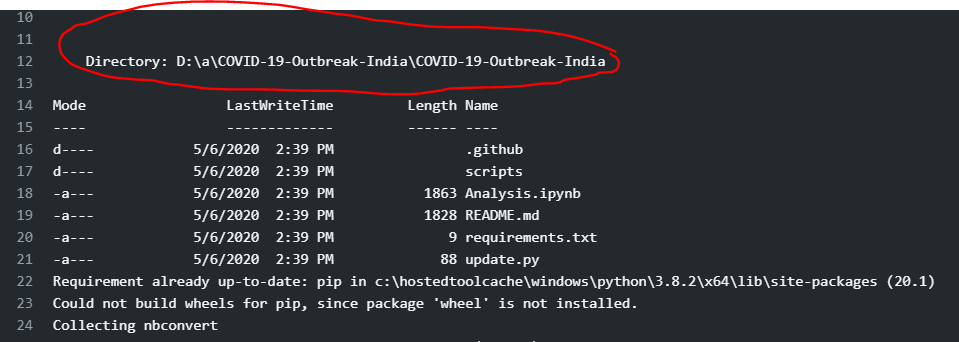 10
11
12 Directory: D:\a\COVID-19-Outbreak-India\COVID-19-Outbreak-India
13
14 Mode LastWriteTime Length Name
15 ---- ------------- ------ ----
16 d---- 5/6/2020 2:39 PM .github
17 d---- 5/6/2020 2:39 PM scripts
18 -a--- 5/6/2020 2:39 PM 1863 Analysis.ipynb
19 -a--- 5/6/2020 2:39 PM 1828 README.md
20 -a--- 5/6/2020 2:39 PM 9 requirements.txt
21 -a--- 5/6/2020 2:39 PM 88 update.py
22 Requirement already up-to-date: pip in c:\hostedtoolcache\windows\python\3.8.2\x64\lib\site-packages (20.1)
23 Could not build wheels for pip, since package 'wheel' is not installed.
24 Collecting nbconvert